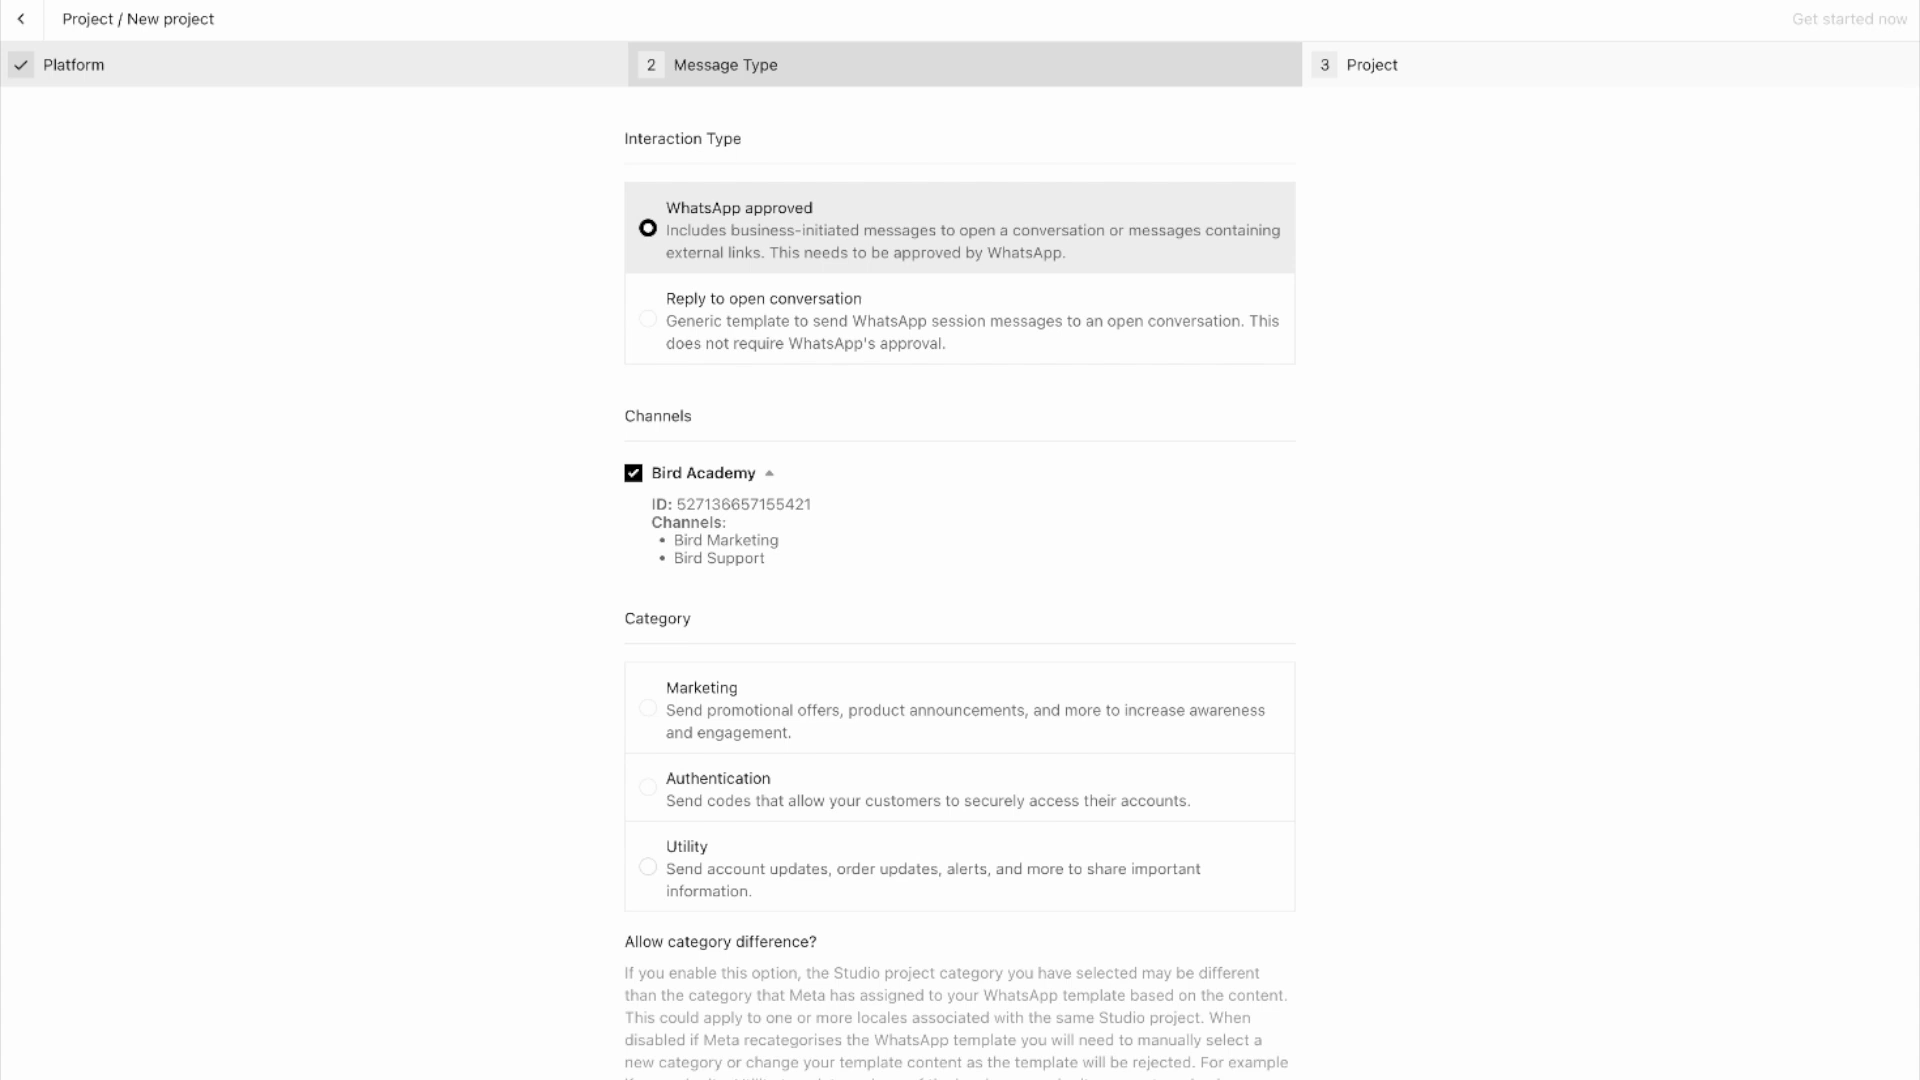 Project / New project
Get started now
Platform
2 Message Type
3 Project
Interaction Type
WhatsApp approved
Includes business-initiated messages to open a conversation or messages containing
external links. This needs to be approved by WhatsApp.
Reply to open conversation
Generic template to send WhatsApp session messages to an open conversation. This
does not require WhatsApp's approval.
Channels
Bird Academy
ID: 527136657155421
Channels:
• Bird Marketing
• Bird Support
Category
Marketing
Send promotional offers, product announcements, and more to increase awareness
and engagement.
Authentication
Send codes that allow your customers to securely access their accounts.
Utility
Send account updates, order updates, alerts, and more to share important
information.
Allow category difference?
If you enable this option, the Studio project category you have selected may be different
than the category that Meta has assigned to your WhatsApp template based on the content.
This could apply to one or more locales associated with the same Studio project. When
disabled if Meta recategorises the WhatsApp template you will need to manually select a
new category or change your template content as the template will be rejected. For example